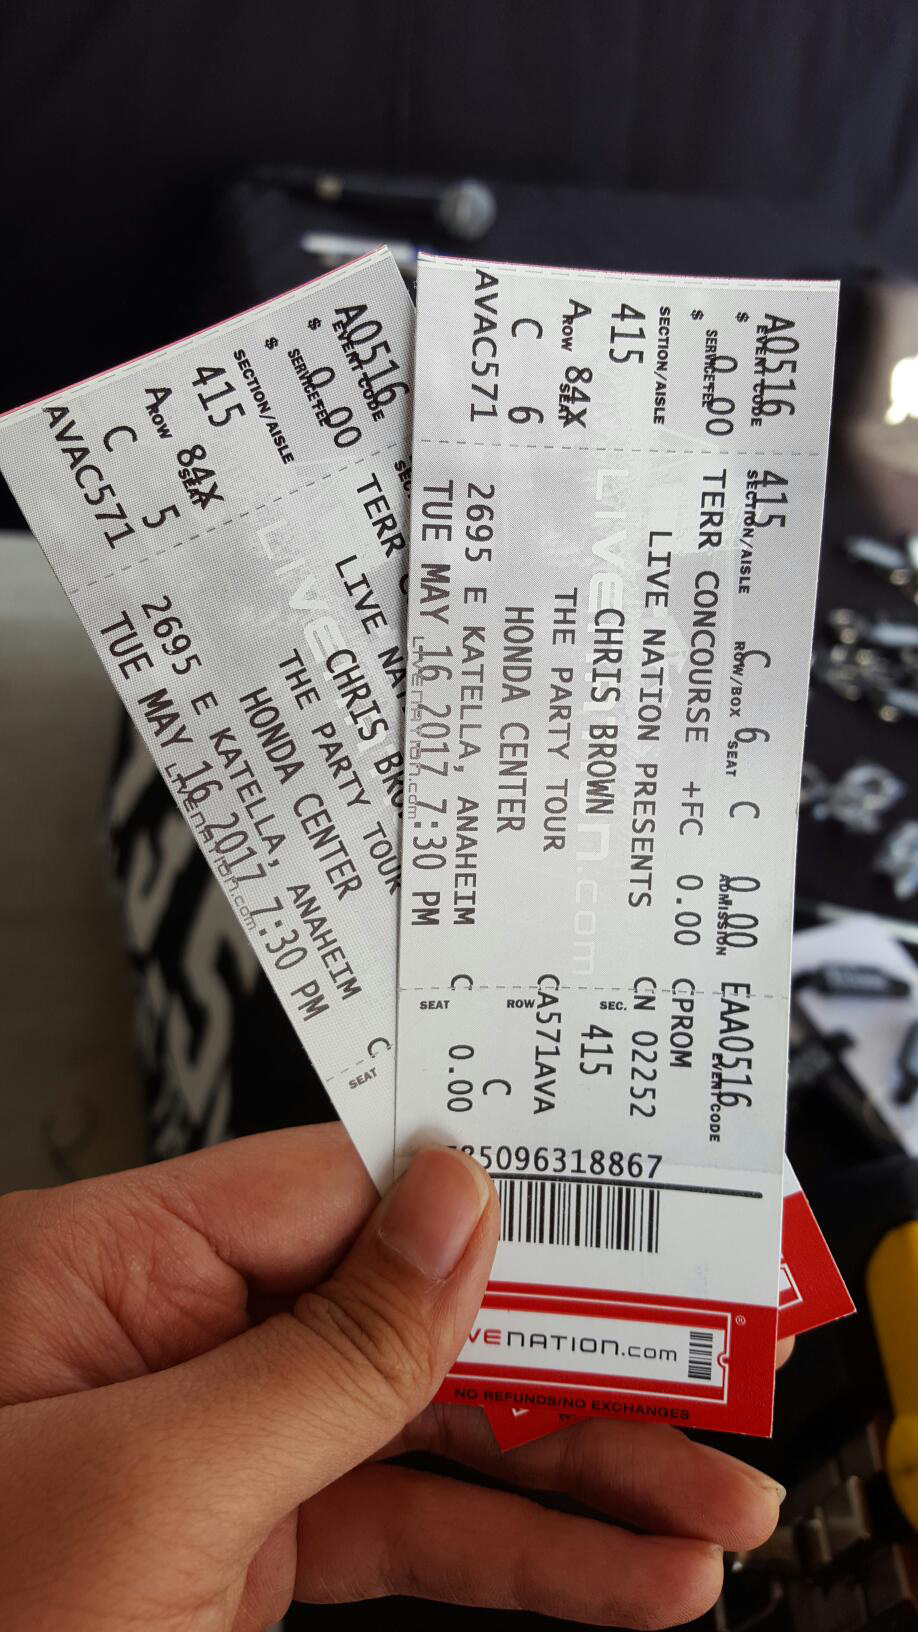 A0516
EVENT CODE
$ 0.00
$ SERVICE FEE
415
SECTION/AISLE
A 84X
ROW SEAT
C 5
AVAC571
TERR
LIVE
CHRIS
THE PARTY TOUR
HONDA CENTER
2695 E KATELLA, ANAHEIM
TUE MAY 16 2017 7:30 PM
LIVEnaTion.com
C
SEAT
A0516
EVENT CODE
$ 0.00
$ SERVICE FEE
415
SECTION/AISLE
A 84X
ROW SEAT
C 6
AVAC571
415 C 6 C 0.00 EAA0516
SECTION/AISLE ROW/BOX SEAT ADMISSION EVENT CODE
TERR CONCOURSE +FC 0.00
LIVE NATION PRESENTS
CHRIS BROWN
THE PARTY TOUR
HONDA CENTER
2695 E KATELLA, ANAHEIM
TUE MAY 16 2017 7:30 PM
LIVEnaTion.com
CPROM
CN 02252
SEC. 415
CA571AVA
ROW C
SEAT
C 0.00
85096318867
NATION.com
NO REFUNDS/NO EXCHANGES